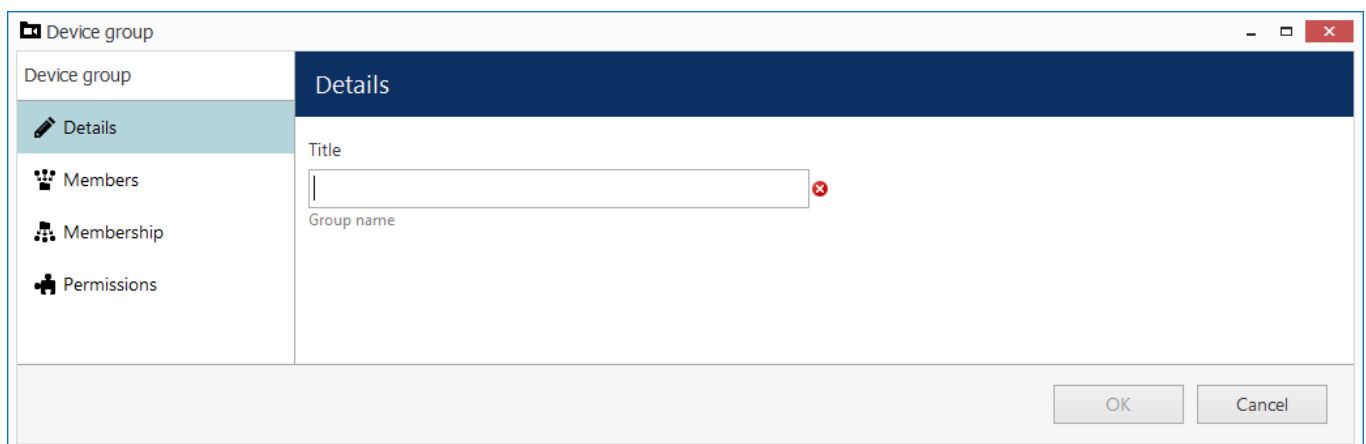 Device group
Device group
Details
Details
Members
Membership
Permissions
Title
Group name
OK
Cancel